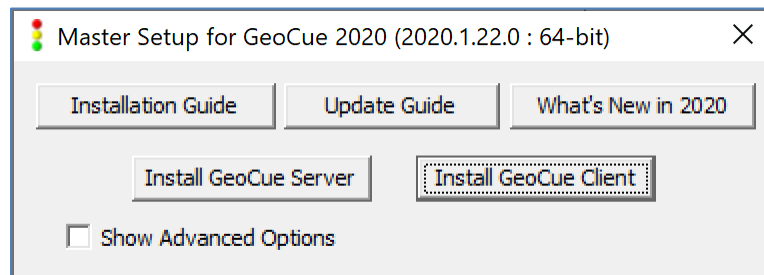 Master Setup for GeoCue 2020 (2020.1.22.0 : 64-bit)
Installation Guide Update Guide What's New in 2020
Install GeoCue Server Install GeoCue Client
Show Advanced Options